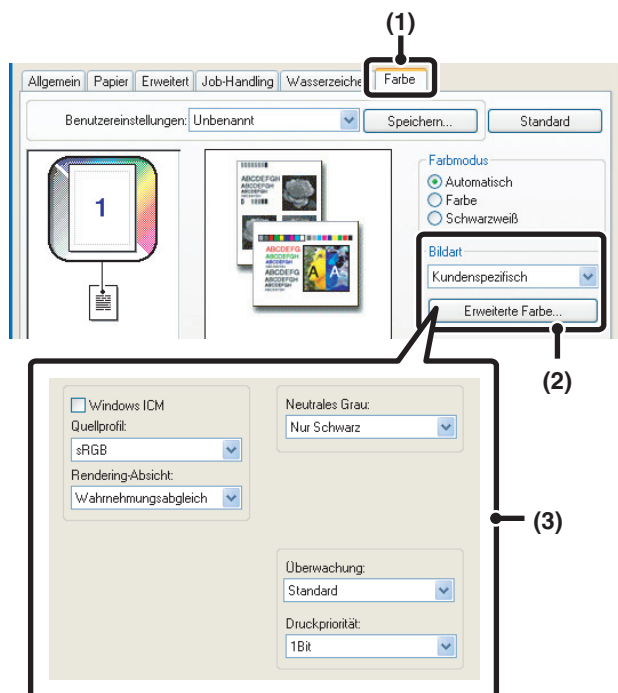 (1)
Allgemein Papier Erweitert Job-Handling Wasserzeiche Farbe
Benutzereinstellungen: Unbenannt Speichern... Standard
1
ABCDEFGH
ABCDEFG
A A
Farbmodus
Automatisch
Farbe
Schwarzweiß
Bildart
Kundenspezifisch
Erweiterte Farbe...
(2)
Windows ICM
Quellprofil:
sRGB
Rendering-Absicht:
Wahrnehmungsabgleich
Neutrales Grau:
Nur Schwarz
Überwachung:
Standard
Druckpriorität:
1Bit
(3)